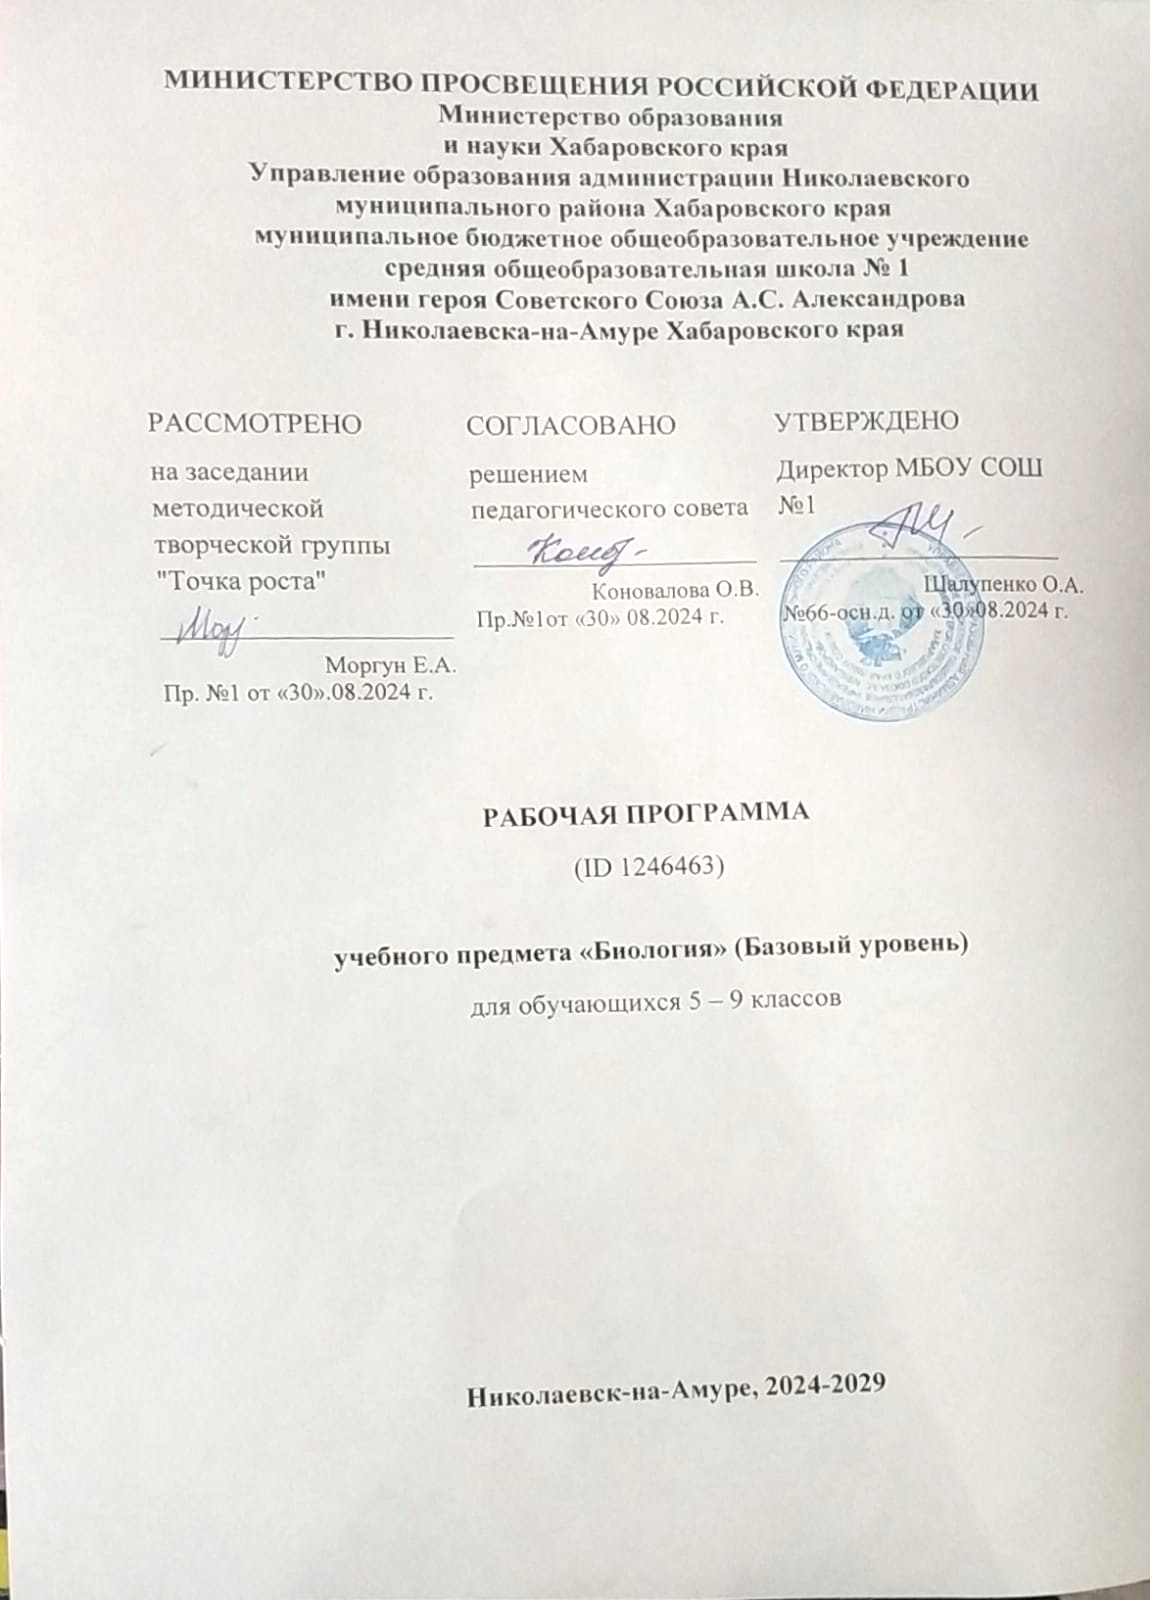 МИНИСТЕРСТВО ПРОСВЕЩЕНИЯ РОССИЙСКОЙ ФЕДЕРАЦИИ
Министерство образования
и науки Хабаровского края
Управление образования администрации Николаевского
муниципального района Хабаровского края
муниципальное бюджетное общеобразовательное учреждение
средняя общеобразовательная школа № 1
имени героя Советского Союза А.С. Александрова
г. Николаевска-на-Амуре Хабаровского края
РАССМОТРЕНО
на заседании
методической
творческой группы
"Точка роста"
Моргун Е.А.
Пр. №1 от «30».08.2024 г.
СОГЛАСОВАНО
решением
педагогического совета
Коновалова О.В.
Пр.№1от «30» 08.2024 г.
УТВЕРЖДЕНО
Директор МБОУ СОШ
№1
Шалупенко О.А.
№66-осн.д. от «30»08.2024 г.
РАБОЧАЯ ПРОГРАММА
(ID 1246463)
учебного предмета «Биология» (Базовый уровень)
для обучающихся 5 – 9 классов
Николаевск-на-Амуре, 2024-2029